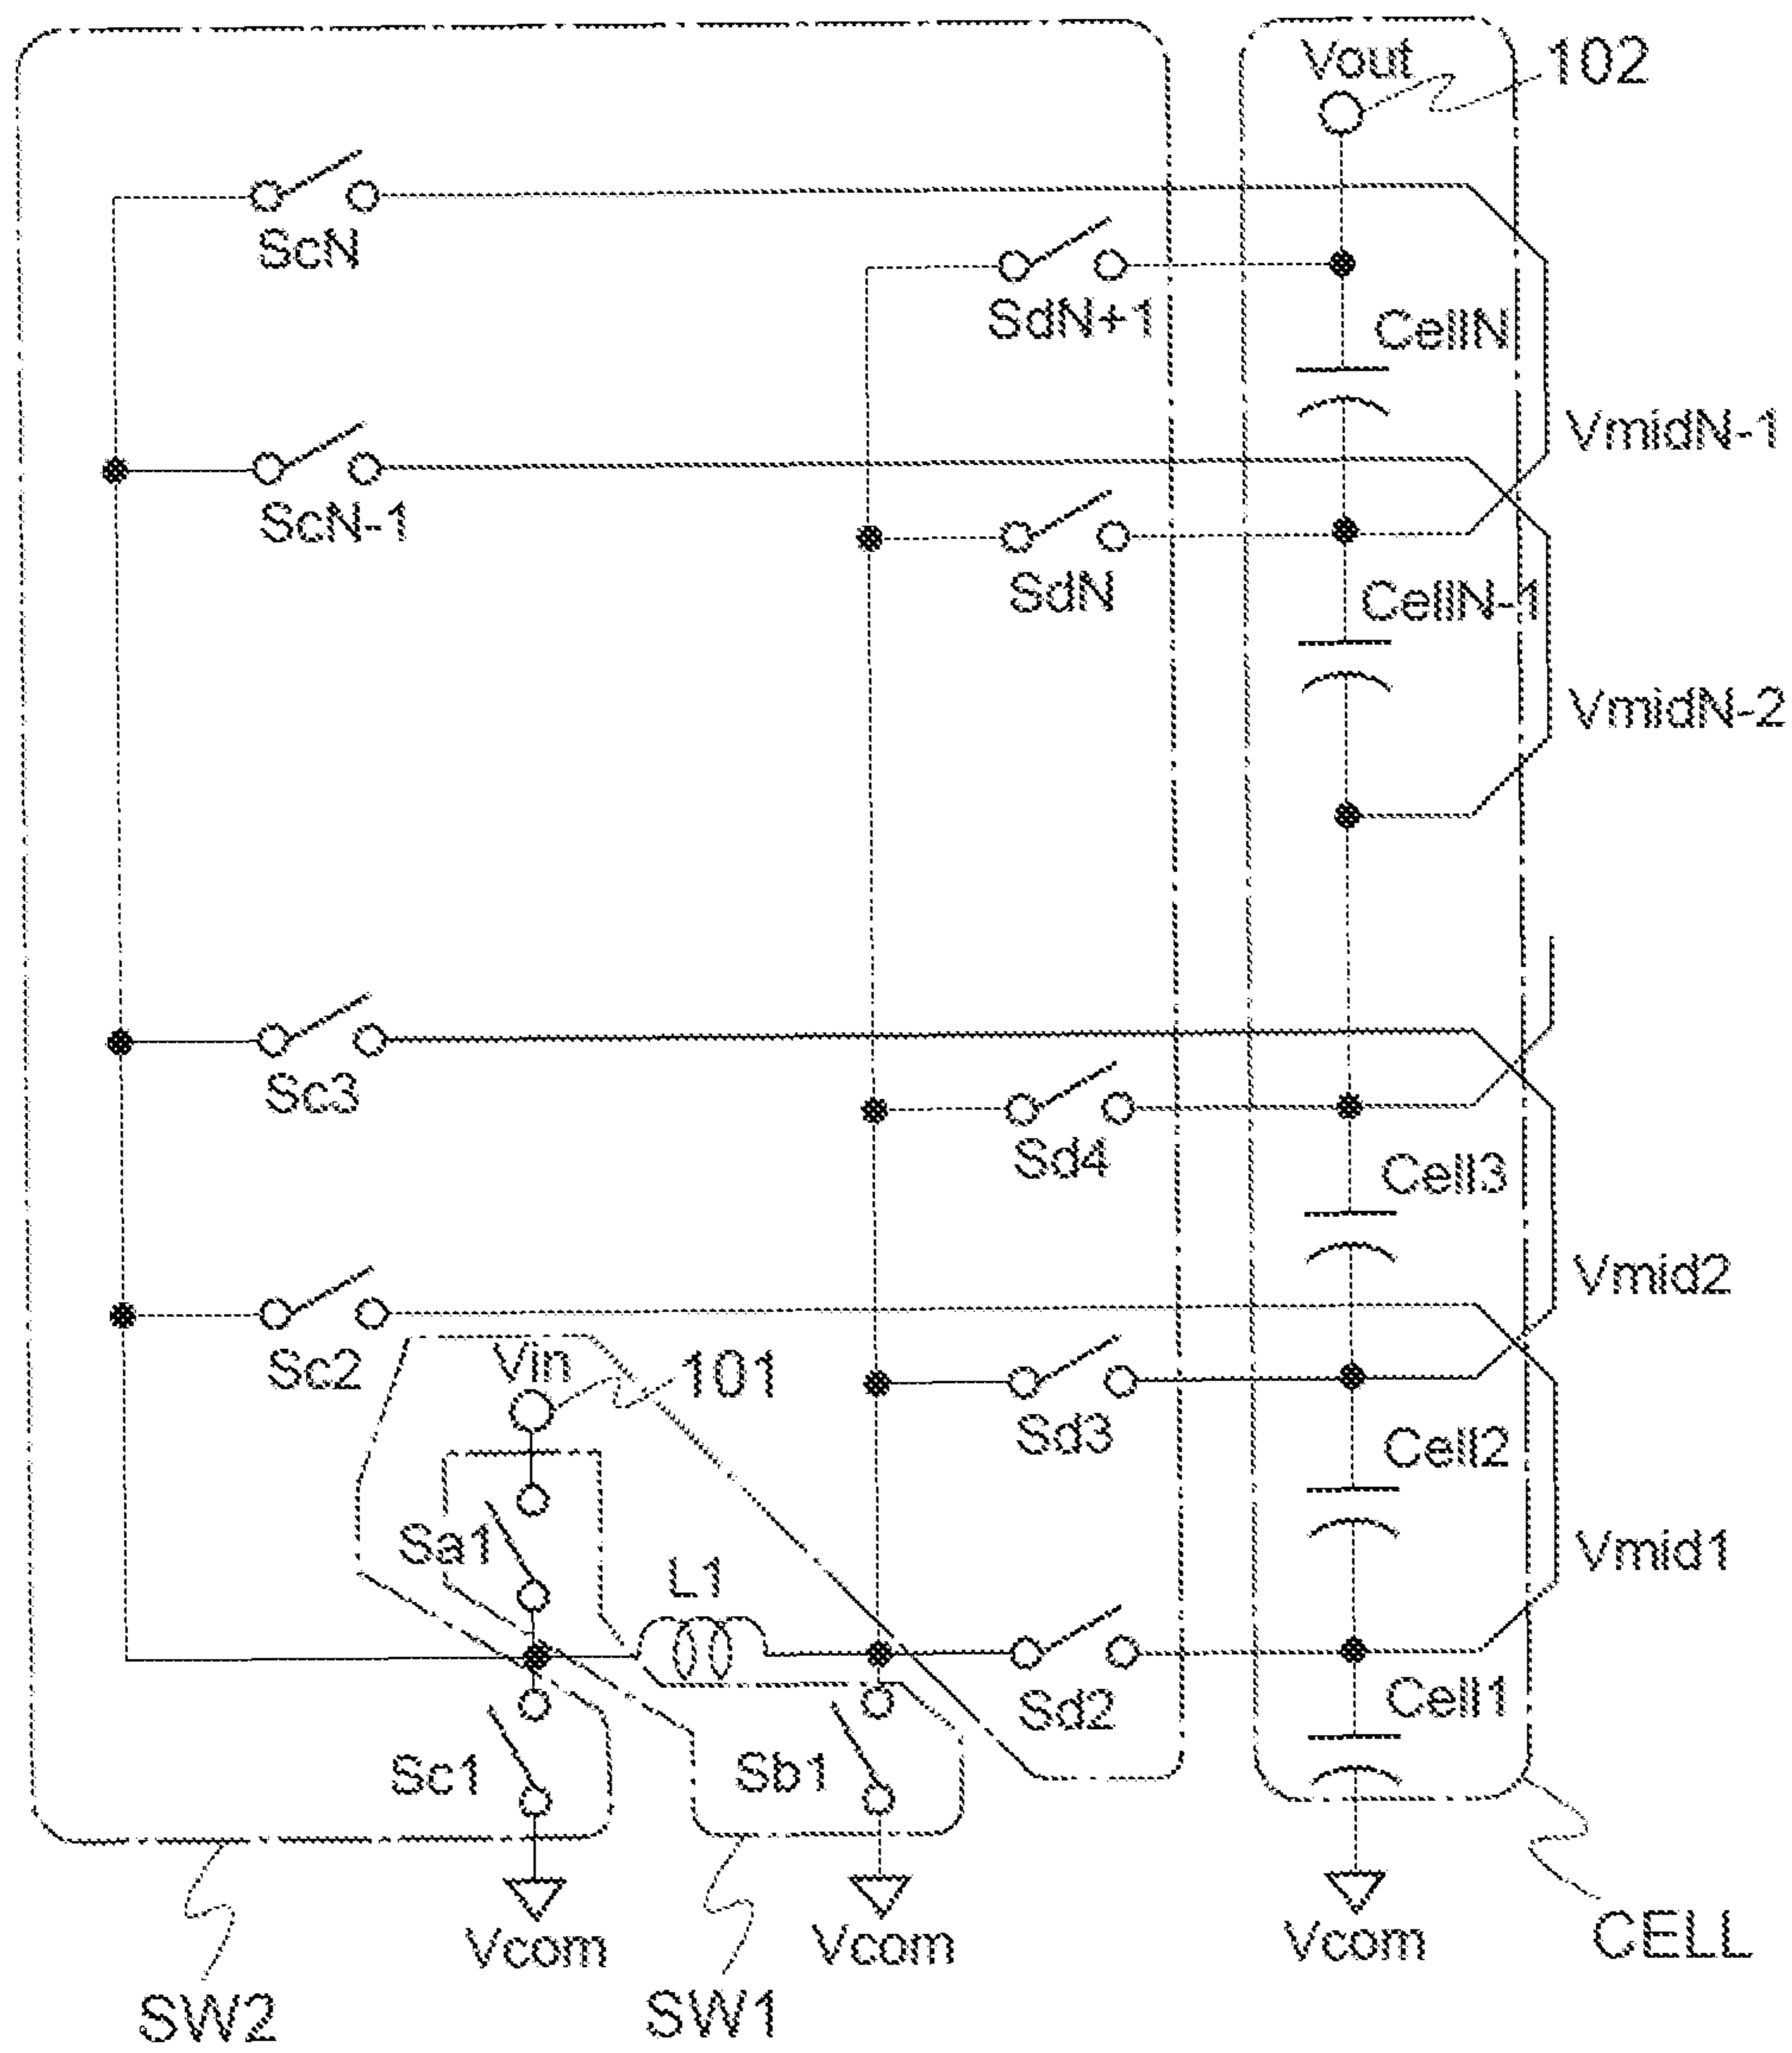 Vout
102
ScN
SdN+1
CellN
VmidN-1
ScN-1
SdN
CellN-1
VmidN-2
Sc3
Sd4
Cell3
Vmid2
Sc2
Vin
101
Sd3
Cell2
Sa1
L1
Vmid1
Sd2
Cell1
Sc1
Sb1
Vcom
Vcom
Vcom
CELL
SW2
SW1